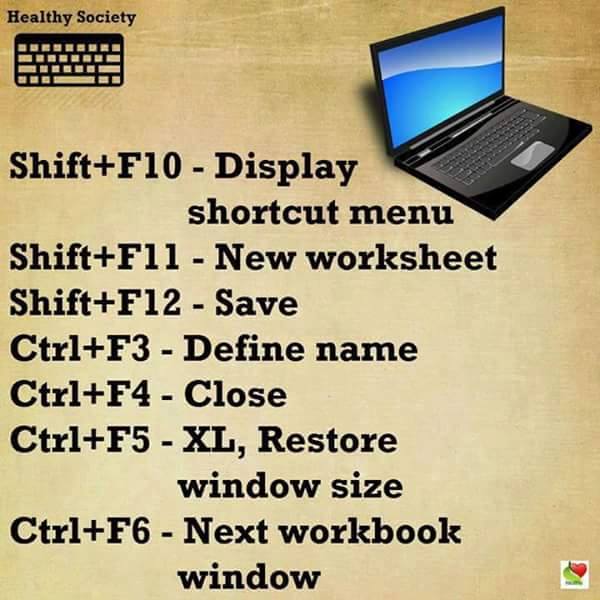 Healthy Society
Shift+F10 - Display
shortcut menu
Shift+F11 - New worksheet
Shift+F12 - Save
Ctrl+F3 - Define name
Ctrl+F4 - Close
Ctrl+F5 - XL, Restore
window size
Ctrl+F6 - Next workbook
window